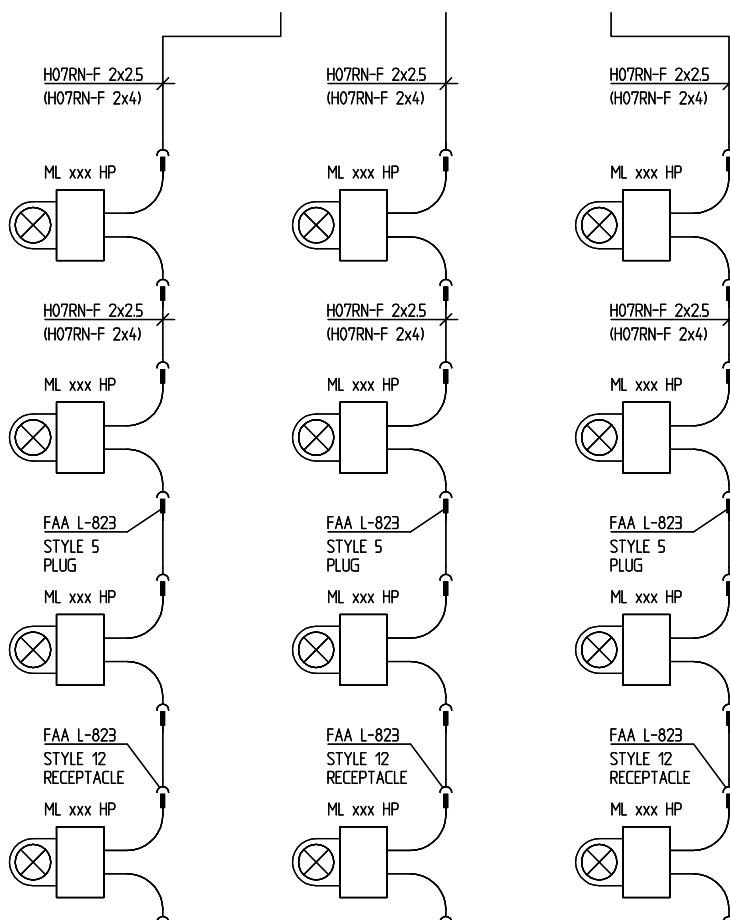 H07RN-F 2x2.5
(H07RN-F 2x4)
H07RN-F 2x2.5
(H07RN-F 2x4)
H07RN-F 2x2.5
(H07RN-F 2x4)
ML xxx HP
ML xxx HP
ML xxx HP
H07RN-F 2x2.5
(H07RN-F 2x4)
H07RN-F 2x2.5
(H07RN-F 2x4)
H07RN-F 2x2.5
(H07RN-F 2x4)
ML xxx HP
ML xxx HP
ML xxx HP
FAA L-823
STYLE 5
PLUG
FAA L-823
STYLE 5
PLUG
FAA L-823
STYLE 5
PLUG
ML xxx HP
ML xxx HP
ML xxx HP
FAA L-823
STYLE 12
RECEPTACLE
FAA L-823
STYLE 12
RECEPTACLE
FAA L-823
STYLE 12
RECEPTACLE
ML xxx HP
ML xxx HP
ML xxx HP